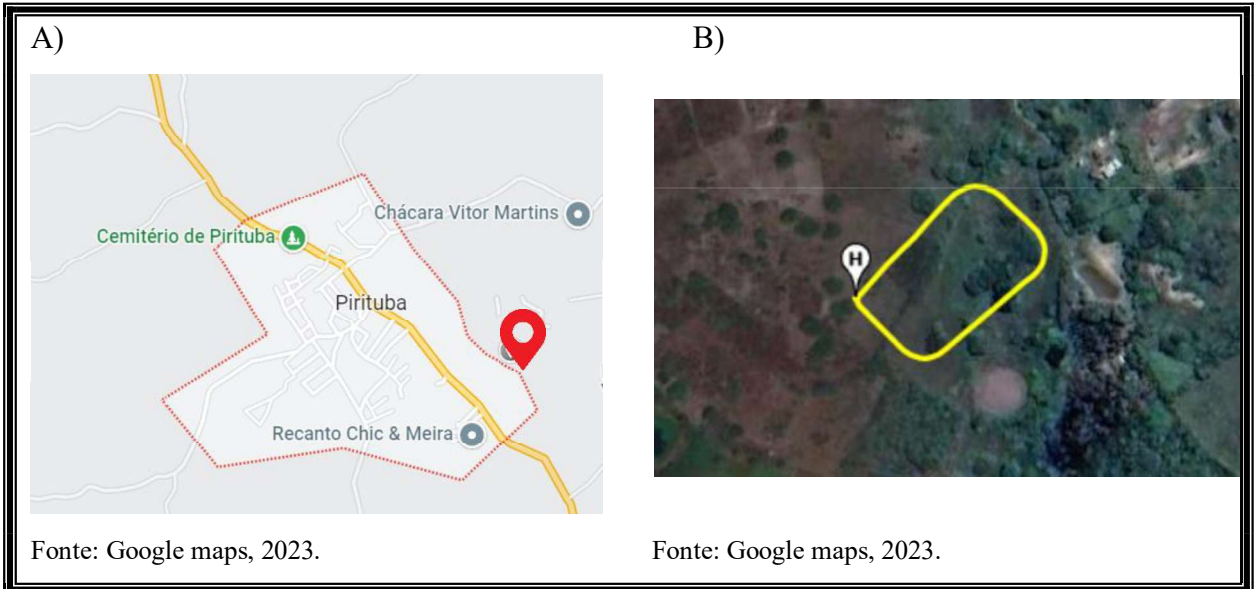 A)
B)
Chácara Vitor Martins
Cemitério de Pirituba
Pirituba
H
Recanto Chic & Meira
Fonte: Google maps, 2023.
Fonte: Google maps, 2023.